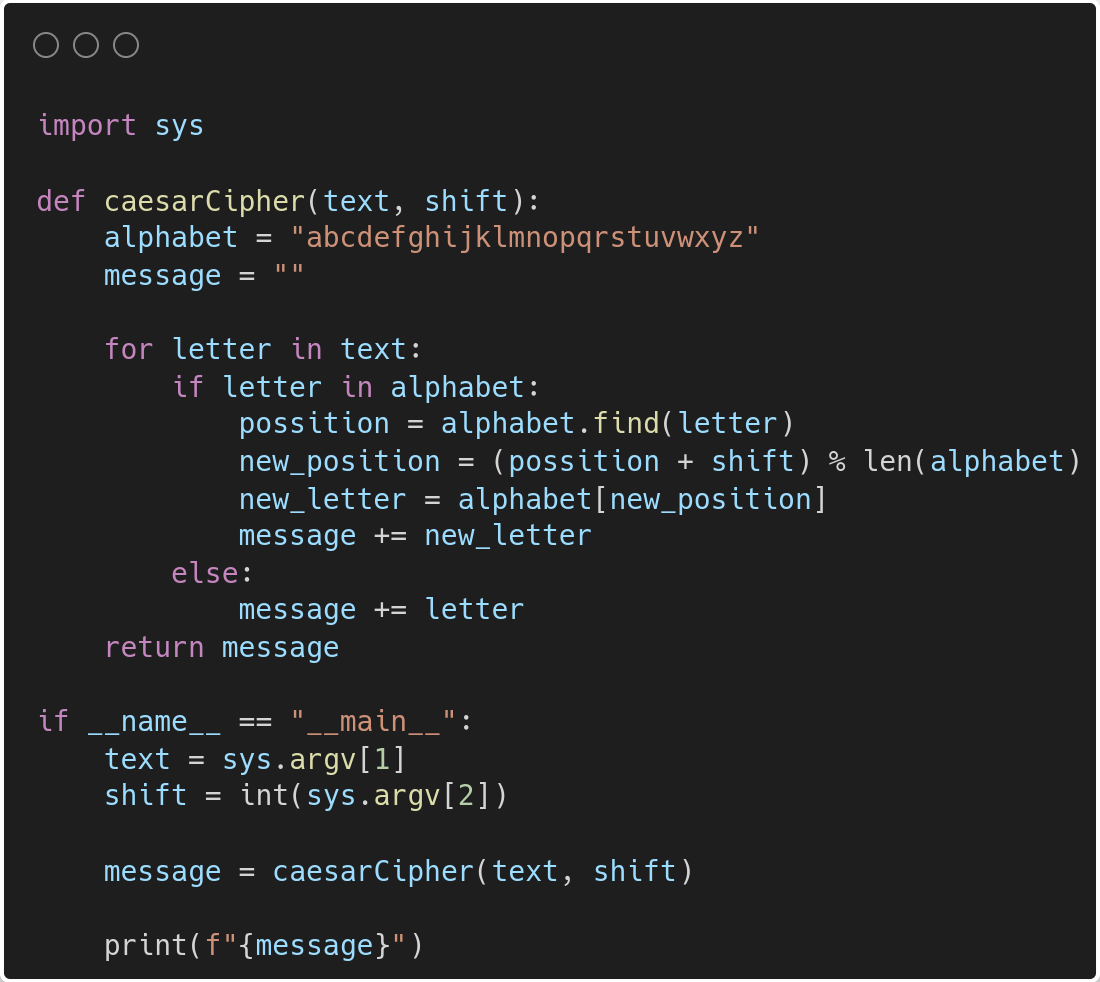 import sys

def caesarCipher(text, shift):
    alphabet = "abcdefghijklmnopqrstuvwxyz"
    message = ""

    for letter in text:
        if letter in alphabet:
            possition = alphabet.find(letter)
            new_position = (possition + shift) % len(alphabet)
            new_letter = alphabet[new_position]
            message += new_letter
        else:
            message += letter
    return message

if __name__ == "__main__":
    text = sys.argv[1]
    shift = int(sys.argv[2])

    message = caesarCipher(text, shift)

    print(f"{message}")